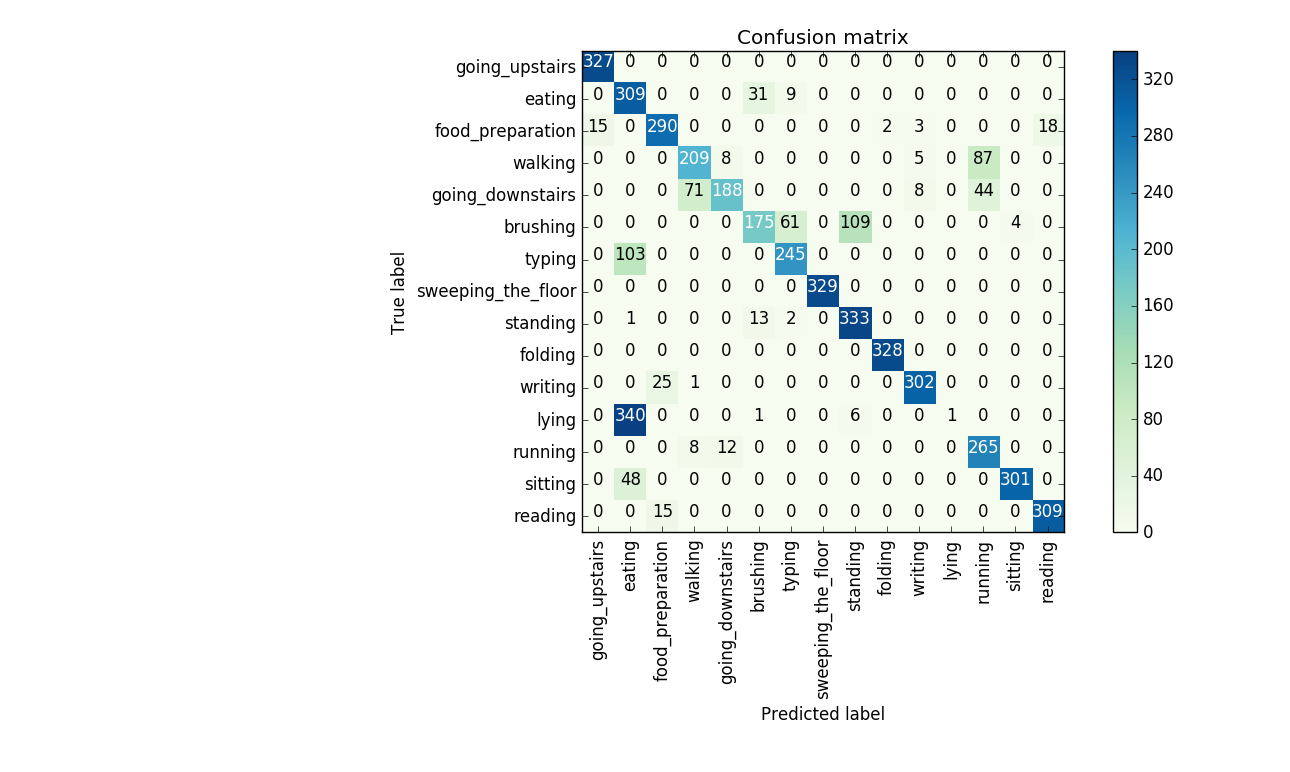 Confusion matrix
going_upstairs 327 0 0 0 0 0 0 0 0 0 0 0 0 0 0
eating 0 309 0 0 0 31 9 0 0 0 0 0 0 0 0
food_preparation 15 0 290 0 0 0 0 0 0 2 3 0 0 0 18
walking 0 0 0 209 8 0 0 0 0 0 5 0 87 0 0
going_downstairs 0 0 0 71 188 0 0 0 0 0 8 0 44 0 0
brushing 0 0 0 0 0 175 61 0 109 0 0 0 0 4 0
typing 0 103 0 0 0 0 245 0 0 0 0 0 0 0 0
sweeping_the_floor 0 0 0 0 0 0 0 329 0 0 0 0 0 0 0
standing 0 1 0 0 0 13 2 0 333 0 0 0 0 0 0
folding 0 0 0 0 0 0 0 0 0 328 0 0 0 0 0
writing 0 0 25 1 0 0 0 0 0 0 302 0 0 0 0
lying 0 340 0 0 0 1 0 0 6 0 0 1 0 0 0
running 0 0 0 8 12 0 0 0 0 0 0 0 265 0 0
sitting 0 48 0 0 0 0 0 0 0 0 0 0 0 301 0
reading 0 0 15 0 0 0 0 0 0 0 0 0 0 0 309
True label
going_upstairs
eating
food_preparation
walking
going_downstairs
brushing
typing
sweeping_the_floor
standing
folding
writing
lying
running
sitting
reading
Predicted label
320
280
240
200
160
120
80
40
0